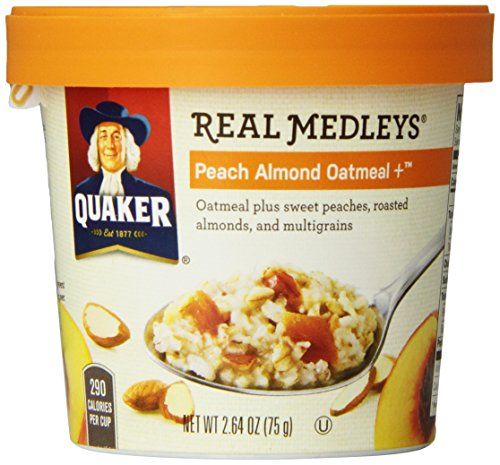 REAL MEDLEYS®
Peach Almond Oatmeal +™
Oatmeal plus sweet peaches, roasted
almonds, and multigrains
QUAKER
Est 1877
®
290
CALORIES
PER CUP
NET WT 2.64 OZ (75 g)
U